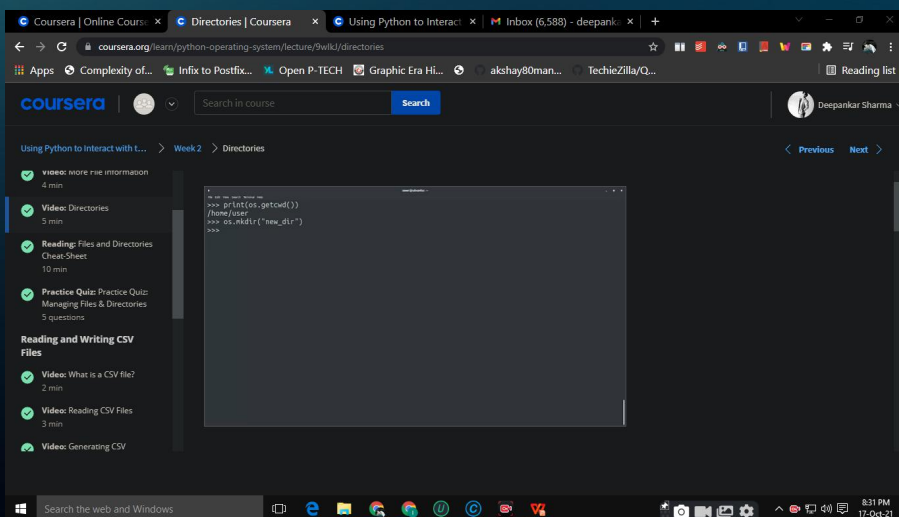 Coursera | Online Course
Directories | Coursera
Using Python to Interact
Inbox (6,588) - deepanka
coursera.org/learn/python-operating-system/lecture/9wlkJ/directories
Apps
Complexity of...
Infix to Postfix...
Open P-TECH
Graphic Era Hi...
akshay80man...
TechieZilla/Q...
Reading list
coursera
Search in course
Search
Deepankar Sharma
Using Python to Interact with t... > Week 2 > Directories
< Previous
Next >
Video: More File Information
4 min
Video: Directories
5 min
Reading: Files and Directories
Cheat-Sheet
10 min
Practice Quiz: Practice Quiz:
Managing Files & Directories
5 questions
Reading and Writing CSV
Files
Video: What is a CSV file?
2 min
Video: Reading CSV Files
3 min
Video: Generating CSV
>>> print(os.getcwd())
/home/user
>>> os.mkdir("new_dir")
>>>
Search the web and Windows
8:31 PM
17-Oct-21